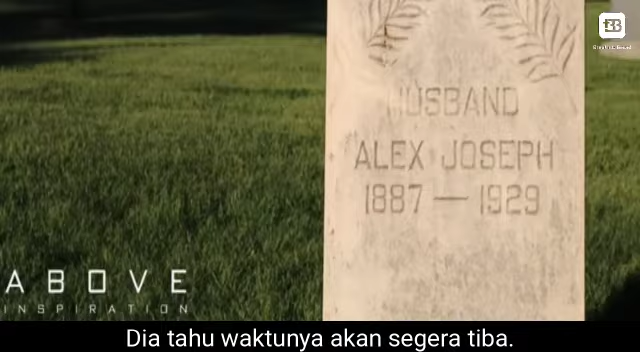 HUSBAND
ALEX JOSEPH
1887 — 1929
ABOVE
INSPIRATION
Dia tahu waktunya akan segera tiba.